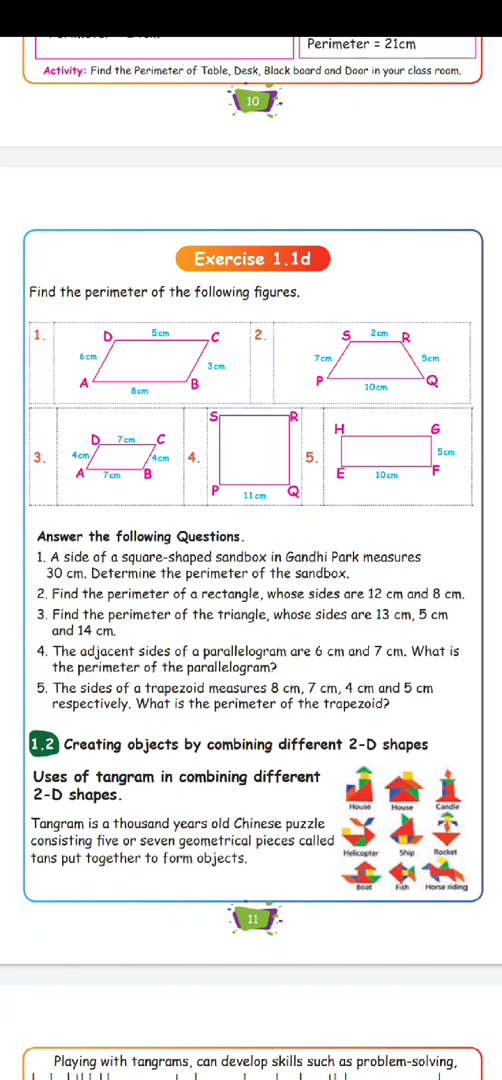 Perimeter = 21cm
Activity: Find the Perimeter of Table, Desk, Black board and Door in your class room.
10
Exercise 1.1d
Find the perimeter of the following figures.
1.
D 5cm C
6cm
3cm
A 8cm B
2.
S 2cm R
7cm 5cm
P 10cm Q
3.
D 7cm C
4cm 4cm
A 7cm B
4.
S R
P 11cm Q
5.
H G
5cm
E 10cm F
Answer the following Questions.
1. A side of a square-shaped sandbox in Gandhi Park measures
30 cm. Determine the perimeter of the sandbox.
2. Find the perimeter of a rectangle, whose sides are 12 cm and 8 cm.
3. Find the perimeter of the triangle, whose sides are 13 cm, 5 cm
and 14 cm.
4. The adjacent sides of a parallelogram are 6 cm and 7 cm. What is
the perimeter of the parallelogram?
5. The sides of a trapezoid measures 8 cm, 7 cm, 4 cm and 5 cm
respectively. What is the perimeter of the trapezoid?
1.2 Creating objects by combining different 2-D shapes
Uses of tangram in combining different
2-D shapes.
Tangram is a thousand years old Chinese puzzle
consisting five or seven geometrical pieces called
tans put together to form objects.
House House Candle
Helicopter Ship Rocket
Boat Fish Horse riding
11
Playing with tangrams, can develop skills such as problem-solving,